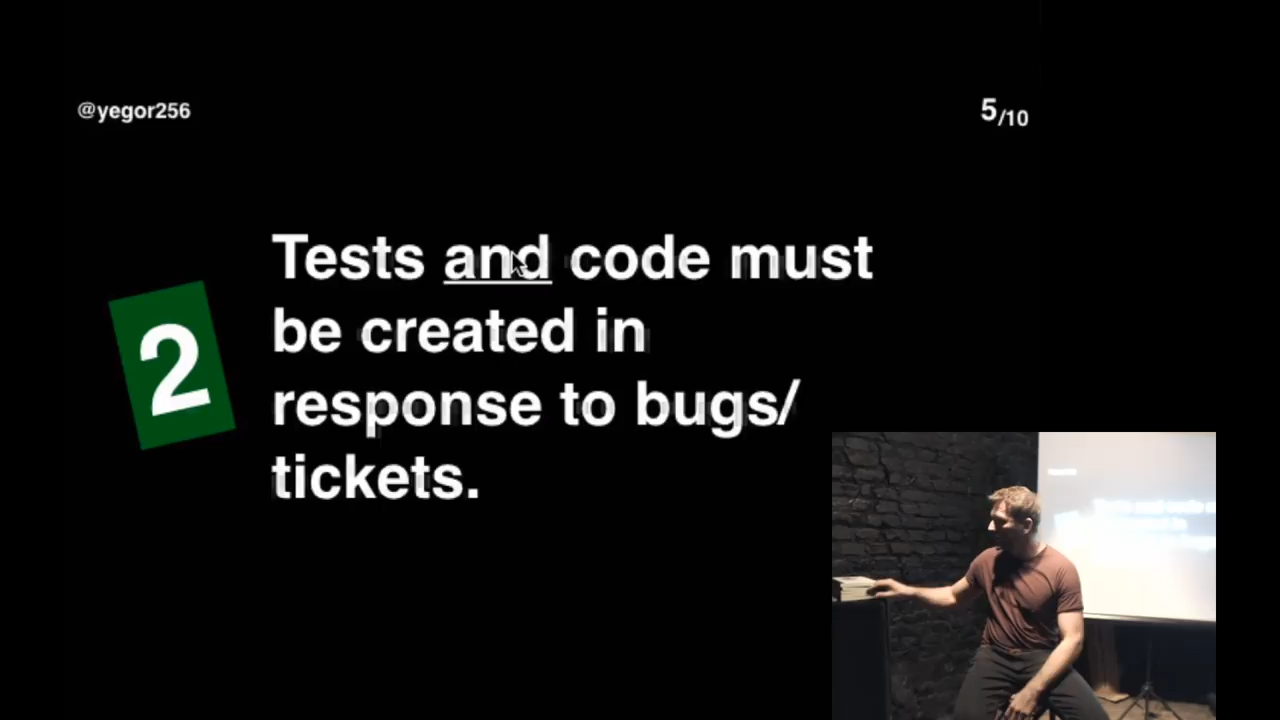 @yegor256
5/10
2
Tests and code must
be created in
response to bugs/
tickets.